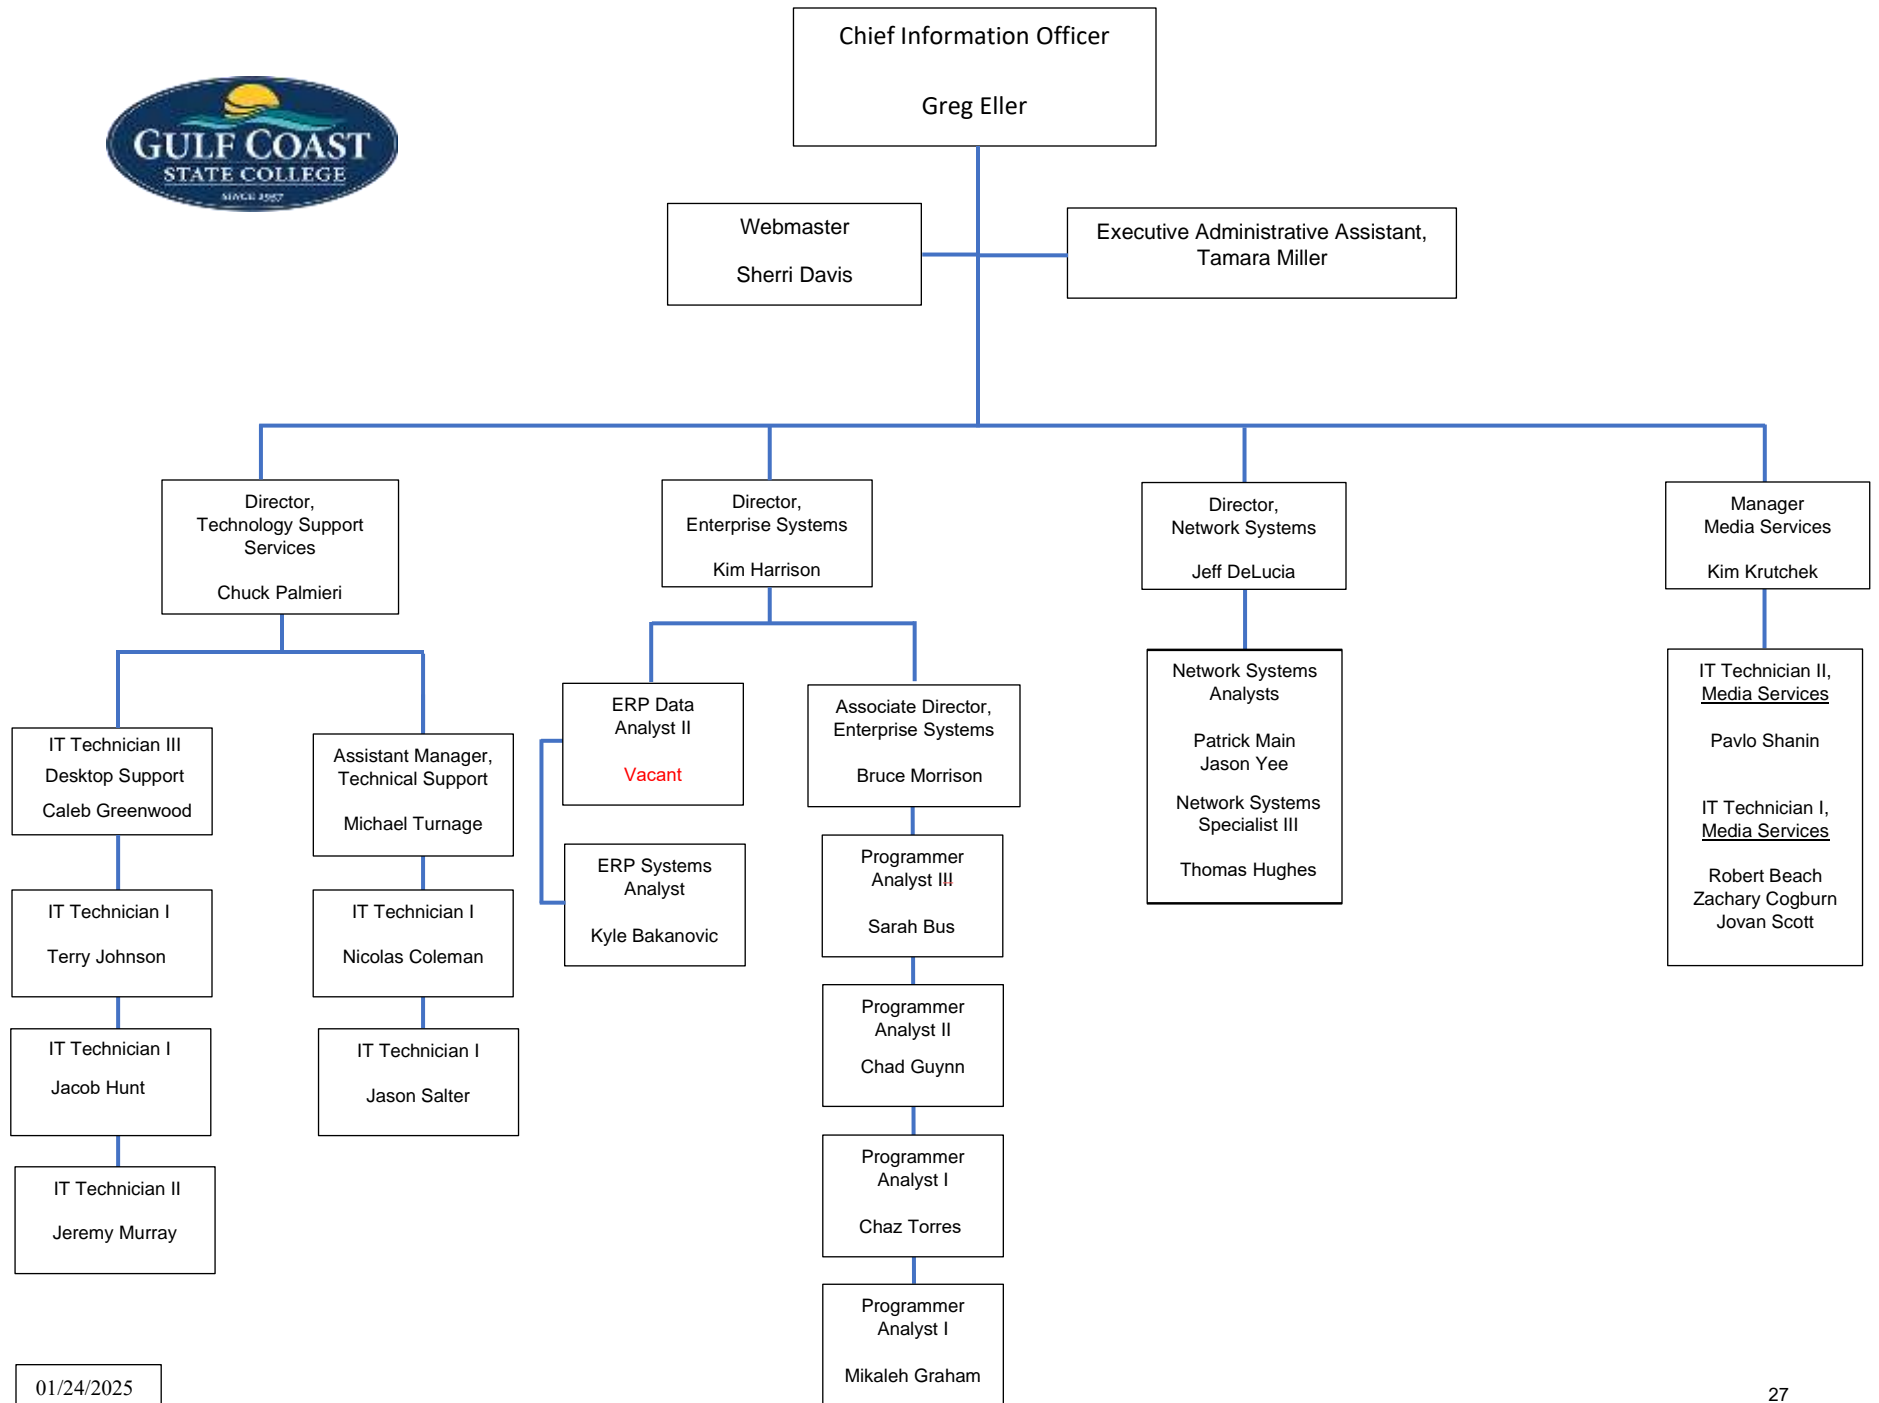 Chief Information Officer
Greg Eller
GULF COAST
STATE COLLEGE
SINCE 1957
Webmaster
Sherri Davis
Executive Administrative Assistant,
Tamara Miller
Director,
Technology Support
Services
Chuck Palmieri
Director,
Enterprise Systems
Kim Harrison
Director,
Network Systems
Jeff DeLucia
Manager
Media Services
Kim Krutchek
IT Technician III
Desktop Support
Caleb Greenwood
IT Technician I
Terry Johnson
IT Technician I
Jacob Hunt
IT Technician II
Jeremy Murray
Assistant Manager,
Technical Support
Michael Turnage
IT Technician I
Nicolas Coleman
IT Technician I
Jason Salter
ERP Data
Analyst II
Vacant
ERP Systems
Analyst
Kyle Bakanovic
Associate Director,
Enterprise Systems
Bruce Morrison
Programmer
Analyst III
Sarah Bus
Programmer
Analyst II
Chad Guynn
Programmer
Analyst I
Chaz Torres
Programmer
Analyst I
Mikaleh Graham
Network Systems
Analysts
Patrick Main
Jason Yee
Network Systems
Specialist III
Thomas Hughes
IT Technician II,
Media Services
Pavlo Shanin
IT Technician I,
Media Services
Robert Beach
Zachary Cogburn
Jovan Scott
01/24/2025
27